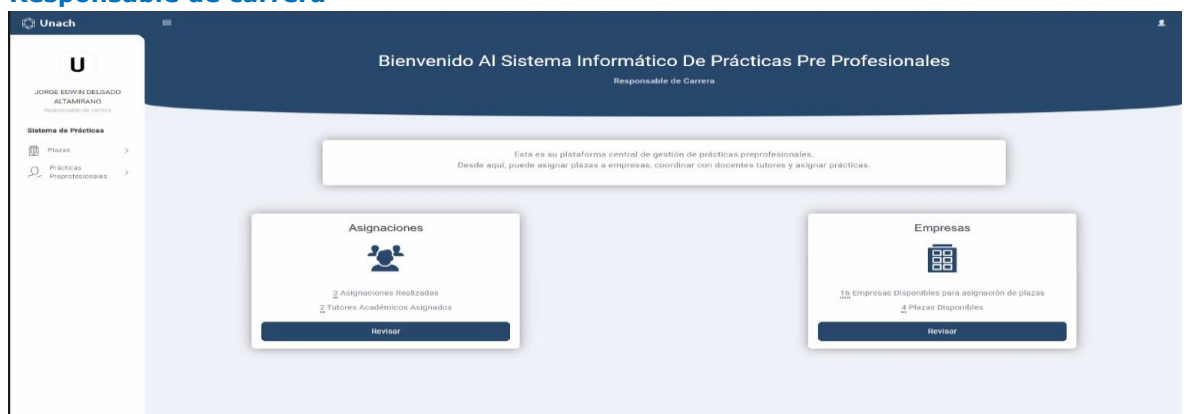 Responsable de carrera
Unach
U
JORGE EDWIN DELGADO
ALTAMIRANO
Responsable de carrera
Sistema de Prácticas
Plazas
Prácticas
Preprofesionales
Bienvenido Al Sistema Informático De Prácticas Pre Profesionales
Responsable de Carrera
Esta es su plataforma central de gestión de prácticas preprofesionales.
Desde aquí, puede asignar plazas a empresas, coordinar con docentes tutores y asignar prácticas.
Asignaciones
3 Asignaciones Realizadas
2 Tutores Académicos Asignados
Revisar
Empresas
16 Empresas Disponibles para asignación de plazas
4 Plazas Disponibles
Revisar